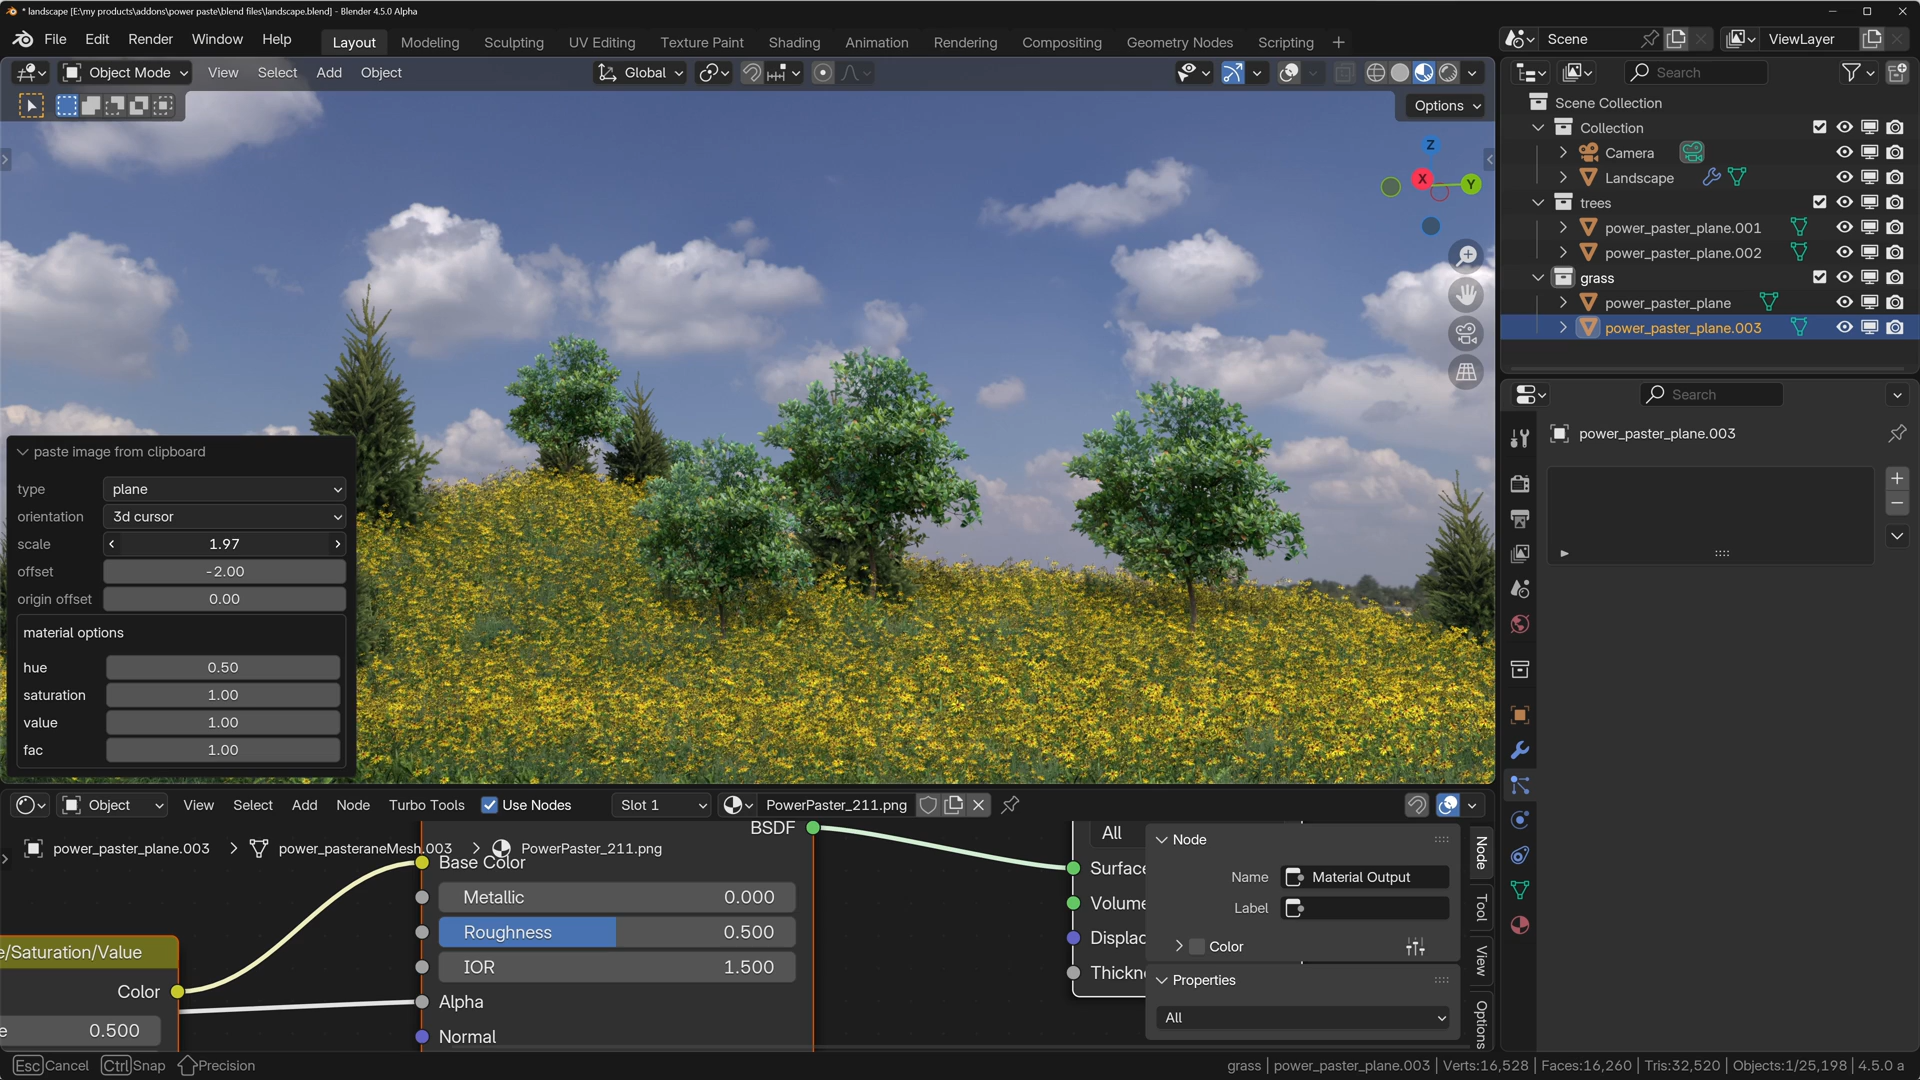 * landscape [E:\my products\addons\power paste\blend files\landscape.blend] - Blender 4.5.0 Alpha
File Edit Render Window Help Layout Modeling Sculpting UV Editing Texture Paint Shading Animation Rendering Compositing Geometry Nodes Scripting + Scene ViewLayer
Object Mode View Select Add Object Global Search
Options
Scene Collection
Collection
Camera
Landscape
trees
power_paster_plane.001
power_paster_plane.002
grass
power_paster_plane
power_paster_plane.003
Z
X
Y
Search
power_paster_plane.003
paste image from clipboard
type plane
orientation 3d cursor
scale 1.97
offset -2.00
origin offset 0.00
material options
hue 0.50
saturation 1.00
value 1.00
fac 1.00
Object View Select Add Node Turbo Tools Use Nodes Slot 1 PowerPaster_211.png
power_paster_plane.003 > power_pasteraneMesh.003 > PowerPaster_211.png
BSDF
Base Color
Metallic 0.000
Roughness 0.500
IOR 1.500
Alpha
Normal
e/Saturation/Value
Color
e 0.500
All
Surface
Volume
Displac
Thickne
Node
Name Material Output
Label
Color
Properties
All
Node
Tool
View
Options
Esc Cancel Ctrl Snap Precision
grass | power_paster_plane.003 | Verts:16,528 | Faces:16,260 | Tris:32,520 | Objects:1/25,198 | 4.5.0 a